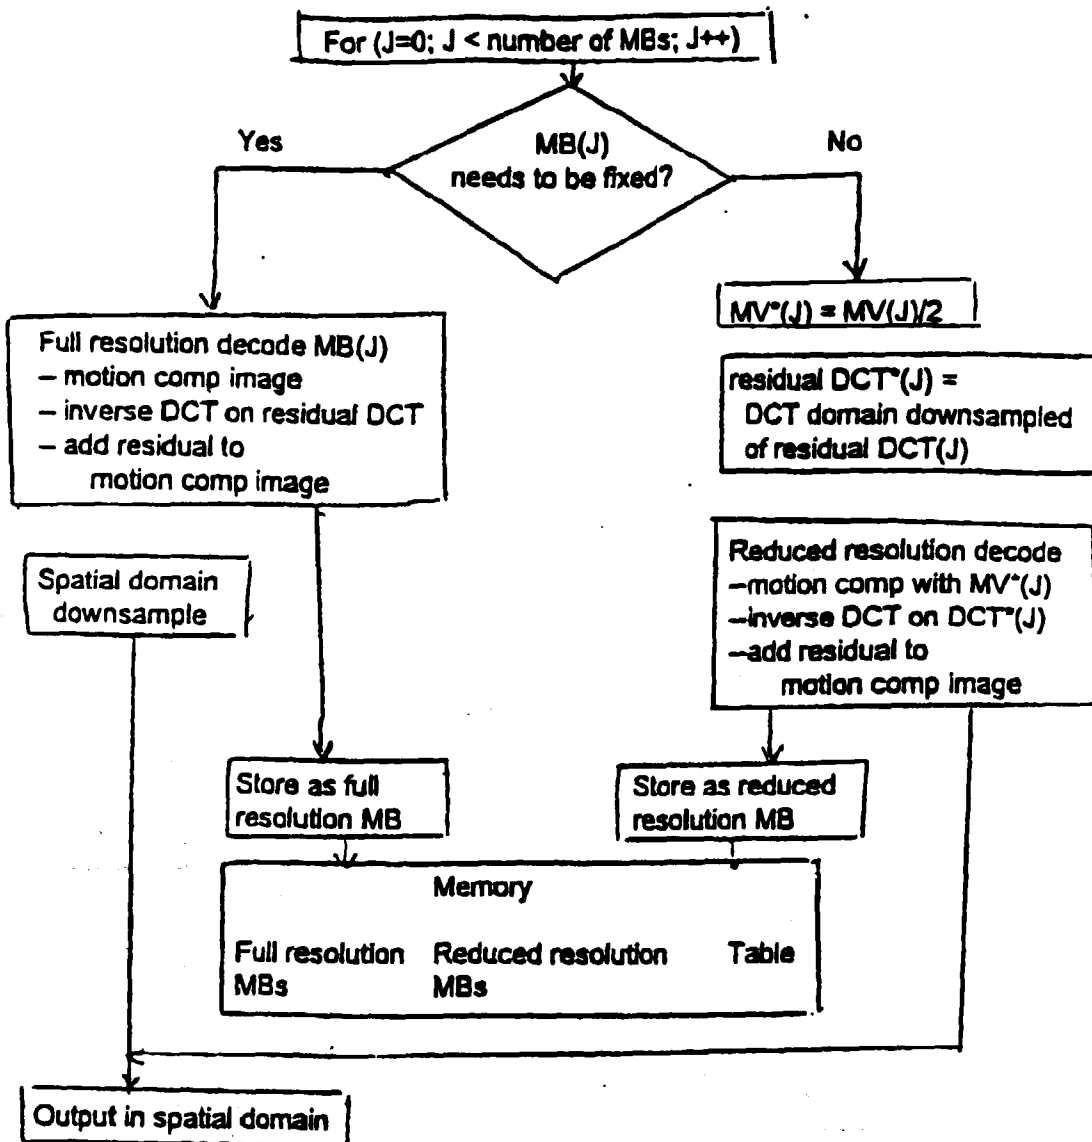 For (J=0; J < number of MBs; J++)
Yes
MB(J)
needs to be fixed?
No
MV*(J) = MV(J)/2
Full resolution decode MB(J)
– motion comp image
– inverse DCT on residual DCT
– add residual to
motion comp image
residual DCT*(J) =
DCT domain downsampled
of residual DCT(J)
Spatial domain
downsample
Reduced resolution decode
–motion comp with MV*(J)
–inverse DCT on DCT*(J)
–add residual to
motion comp image
Store as full
resolution MB
Store as reduced
resolution MB
Memory
Full resolution
MBs
Reduced resolution
MBs
Table
Output in spatial domain